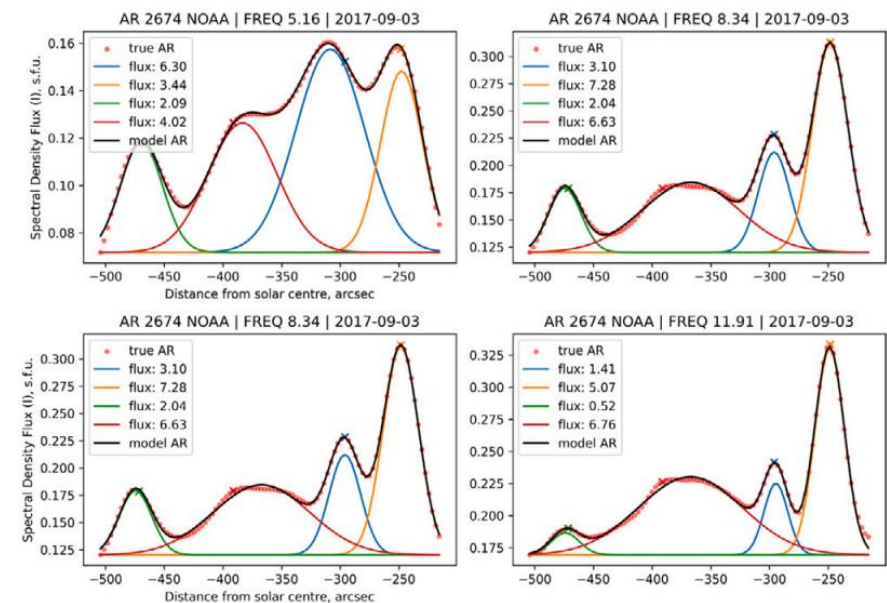 AR 2674 NOAA | FREQ 5.16 | 2017-09-03
Spectral Density Flux (I), s.f.u.
0.16
0.14
0.12
0.10
0.08
true AR
flux: 6.30
flux: 3.44
flux: 2.09
flux: 4.02
model AR
−500 −450 −400 −350 −300 −250
Distance from solar centre, arcsec
AR 2674 NOAA | FREQ 8.34 | 2017-09-03
0.300
0.275
0.250
0.225
0.200
0.175
0.150
0.125
true AR
flux: 3.10
flux: 7.28
flux: 2.04
flux: 6.63
model AR
−500 −450 −400 −350 −300 −250
AR 2674 NOAA | FREQ 8.34 | 2017-09-03
Spectral Density Flux (I), s.f.u.
0.300
0.275
0.250
0.225
0.200
0.175
0.150
0.125
true AR
flux: 3.10
flux: 7.28
flux: 2.04
flux: 6.63
model AR
−500 −450 −400 −350 −300 −250
Distance from solar centre, arcsec
AR 2674 NOAA | FREQ 11.91 | 2017-09-03
0.325
0.300
0.275
0.250
0.225
0.200
0.175
true AR
flux: 1.41
flux: 5.07
flux: 0.52
flux: 6.76
model AR
−500 −450 −400 −350 −300 −250